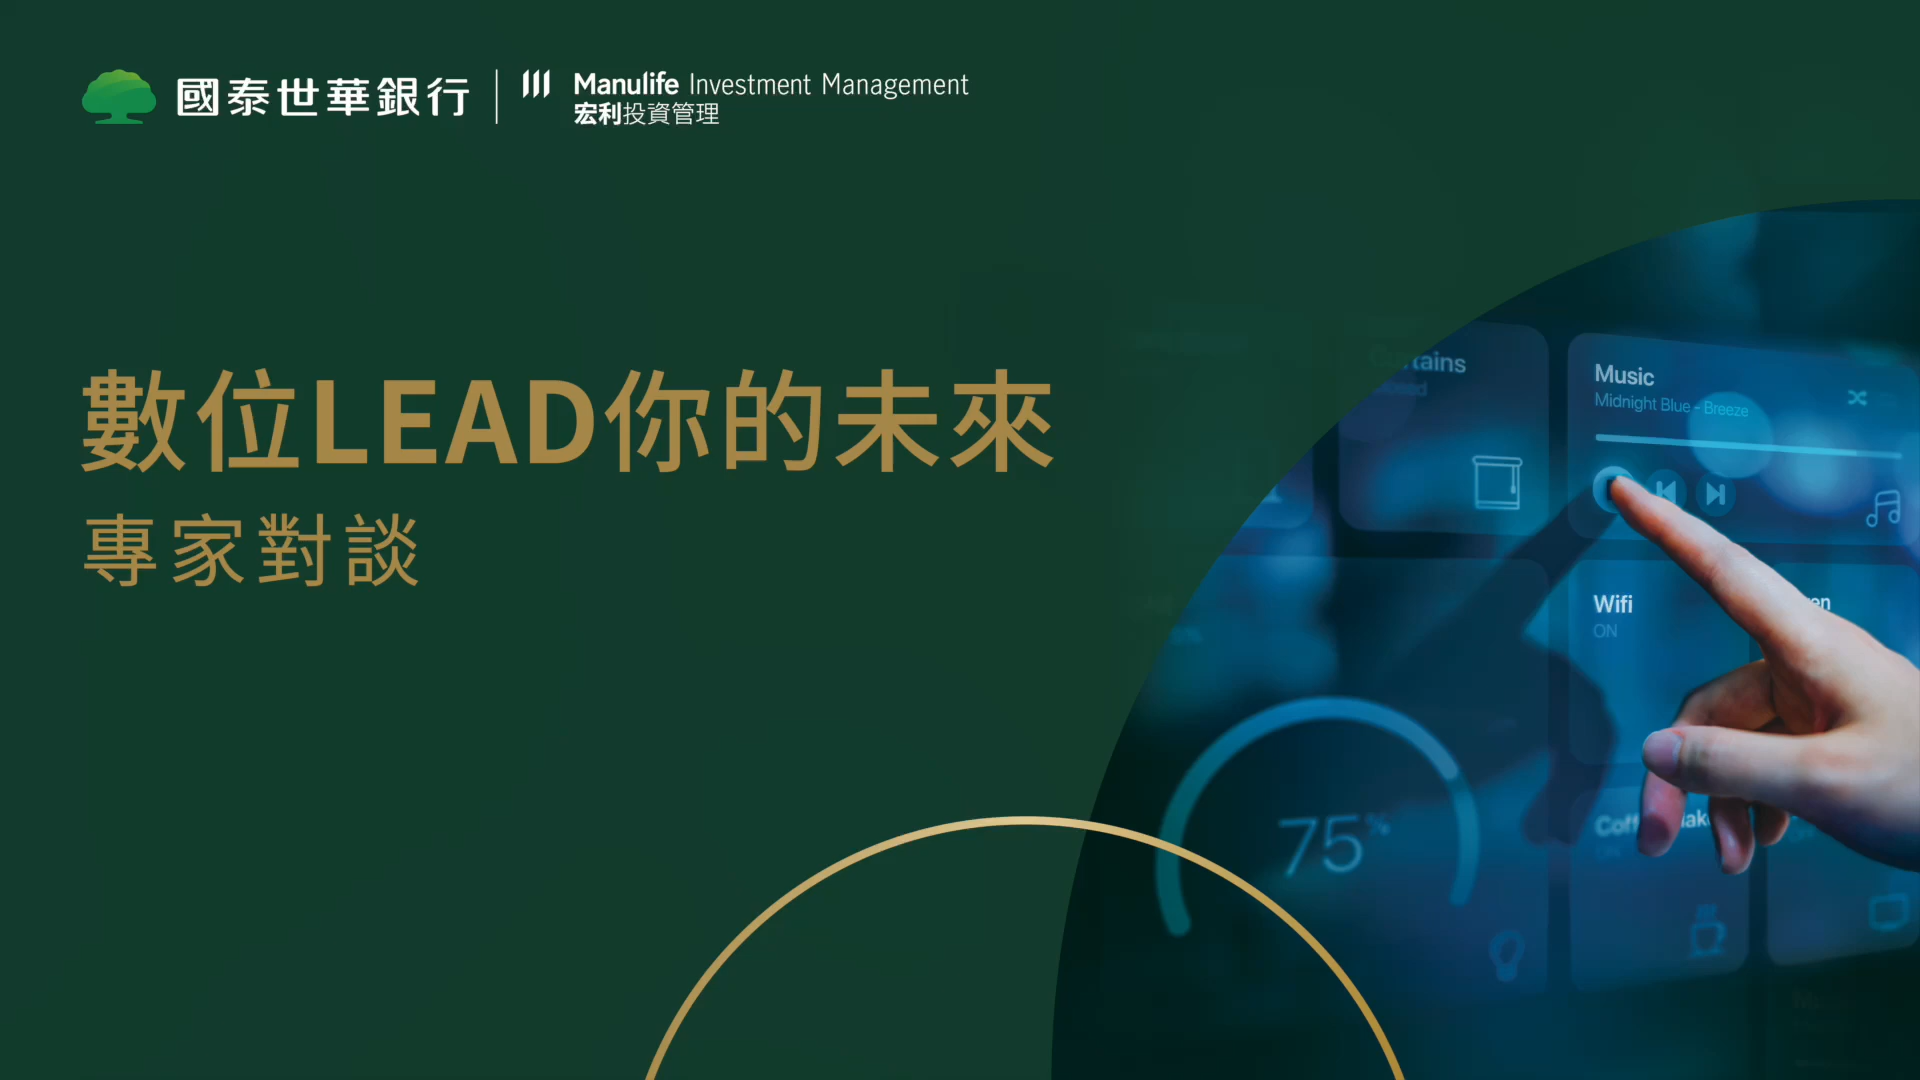 國泰世華銀行
Manulife Investment Management
宏利投資管理
數位LEAD你的未來
專家對談
Music
Midnight Blue - Breeze
Wifi
ON
75%